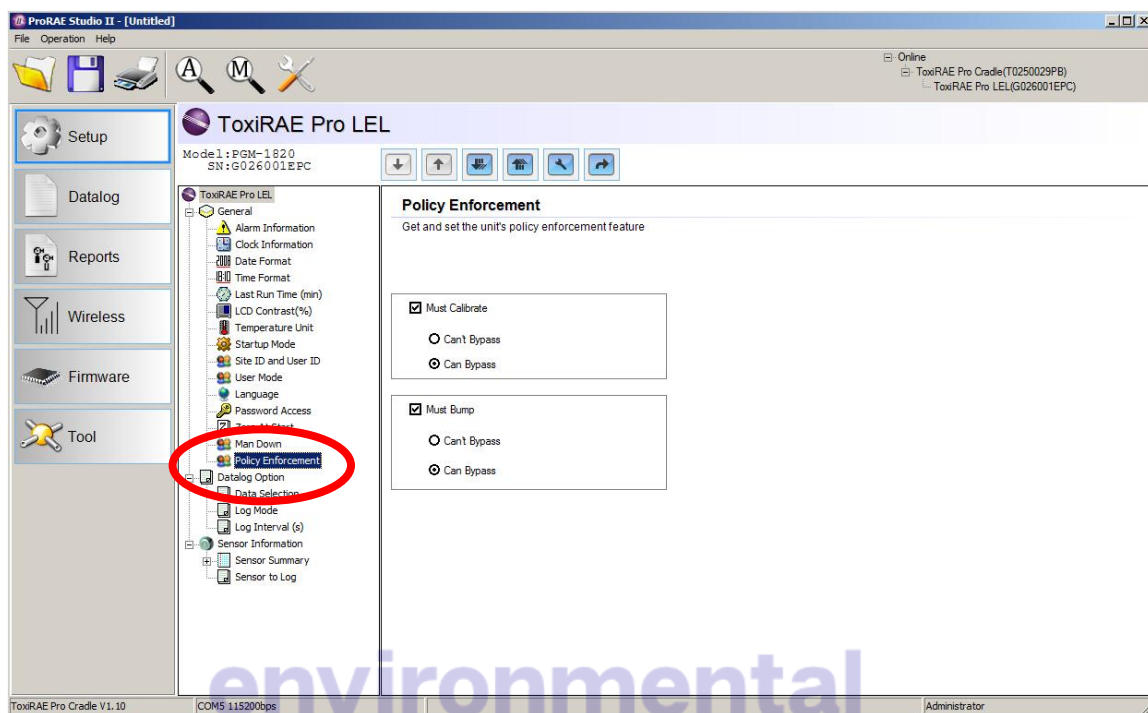 ProRAE Studio II - [Untitled]
File Operation Help
A M
Online
ToxiRAE Pro Cradle(T0250029PB)
ToxiRAE Pro LEL(G026001EPC)
Setup
Datalog
Reports
Wireless
Firmware
Tool
ToxiRAE Pro LEL
Model:PGM-1820
SN:G026001EPC
ToxiRAE Pro LEL
General
Alarm Information
Clock Information
Date Format
Time Format
Last Run Time (min)
LCD Contrast(%)
Temperature Unit
Startup Mode
Site ID and User ID
User Mode
Language
Password Access
Zero At Start
Man Down
Policy Enforcement
Datalog Option
Data Selection
Log Mode
Log Interval (s)
Sensor Information
Sensor Summary
Sensor to Log
Policy Enforcement
Get and set the unit's policy enforcement feature
Must Calibrate
Can't Bypass
Can Bypass
Must Bump
Can't Bypass
Can Bypass
environmental
ToxiRAE Pro Cradle V1.10
COM5 115200bps
Administrator